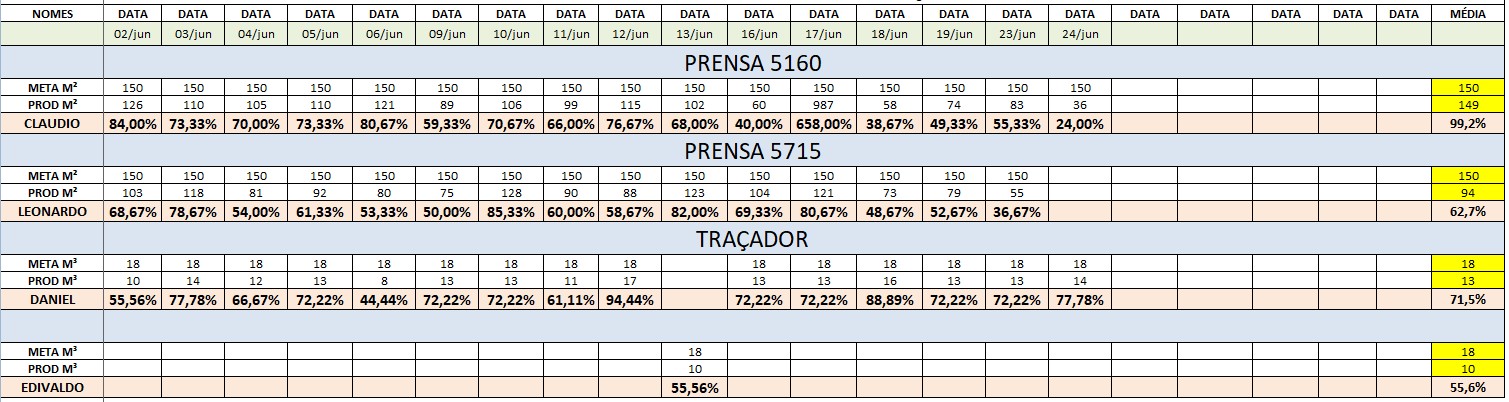 NOMES DATA DATA DATA DATA DATA DATA DATA DATA DATA DATA DATA DATA DATA DATA DATA DATA DATA DATA DATA DATA DATA MÉDIA
02/jun 03/jun 04/jun 05/jun 06/jun 09/jun 10/jun 11/jun 12/jun 13/jun 16/jun 17/jun 18/jun 19/jun 23/jun 24/jun
PRENSA 5160
META M² 150 150 150 150 150 150 150 150 150 150 150 150 150 150 150 150 150
PROD M² 126 110 105 110 121 89 106 99 115 102 60 987 58 74 83 36 149
CLAUDIO 84,00% 73,33% 70,00% 73,33% 80,67% 59,33% 70,67% 66,00% 76,67% 68,00% 40,00% 658,00% 38,67% 49,33% 55,33% 24,00% 99,2%
PRENSA 5715
META M² 150 150 150 150 150 150 150 150 150 150 150 150 150 150 150 150
PROD M² 103 118 81 92 80 75 128 90 88 123 104 121 73 79 55 94
LEONARDO 68,67% 78,67% 54,00% 61,33% 53,33% 50,00% 85,33% 60,00% 58,67% 82,00% 69,33% 80,67% 48,67% 52,67% 36,67% 62,7%
TRAÇADOR
META M³ 18 18 18 18 18 18 18 18 18 18 18 18 18 18 18 18
PROD M³ 10 14 12 13 8 13 13 11 17 13 13 16 13 13 14 13
DANIEL 55,56% 77,78% 66,67% 72,22% 44,44% 72,22% 72,22% 61,11% 94,44% 72,22% 72,22% 88,89% 72,22% 72,22% 77,78% 71,5%
META M³ 18 18
PROD M³ 10 10
EDIVALDO 55,56% 55,6%